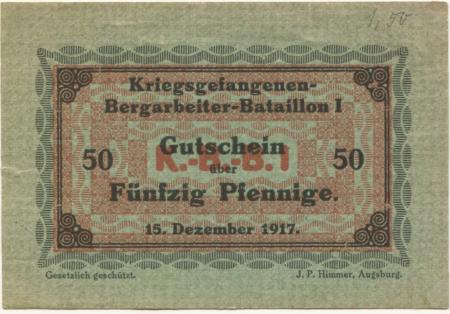 1,50
Kriegsgefangenen-
Bergarbeiter-Bataillon I
Gutschein
50 über 50
K.-B.-B. I
Fünfzig Pfennige.
15. Dezember 1917.
Gesetzlich geschützt. J. P. Himmer, Augsburg.